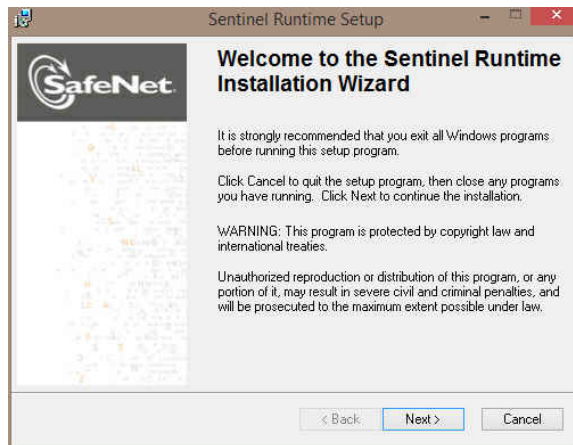 Sentinel Runtime Setup
SafeNet.
Welcome to the Sentinel Runtime
Installation Wizard
It is strongly recommended that you exit all Windows programs
before running this setup program.
Click Cancel to quit the setup program, then close any programs
you have running. Click Next to continue the installation.
WARNING: This program is protected by copyright law and
international treaties.
Unauthorized reproduction or distribution of this program, or any
portion of it, may result in severe civil and criminal penalties, and
will be prosecuted to the maximum extent possible under law.
< Back Next > Cancel